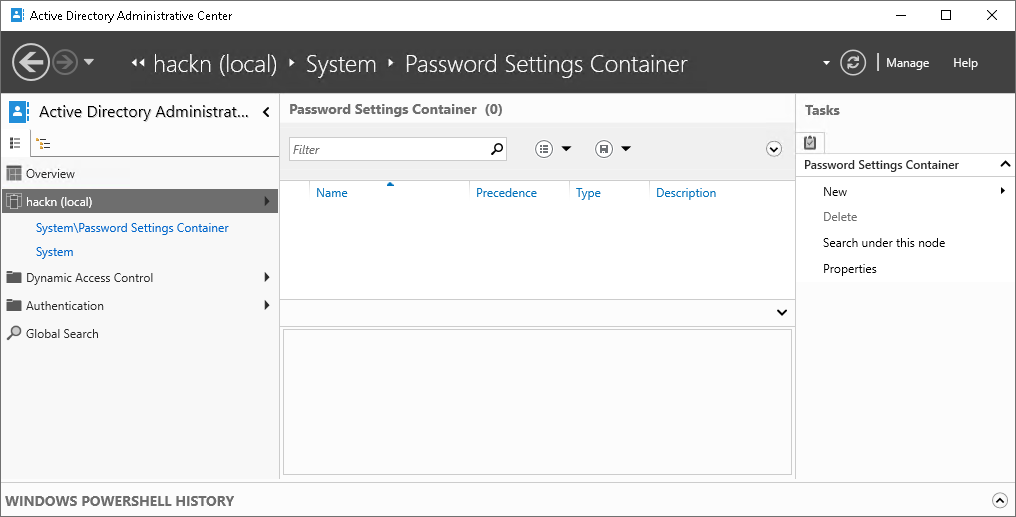 Active Directory Administrative Center
hackn (local) System Password Settings Container Manage Help
Active Directory Administrat...
Overview
hackn (local)
System\Password Settings Container
System
Dynamic Access Control
Authentication
Global Search
Password Settings Container (0)
Filter
Name Precedence Type Description
Tasks
Password Settings Container
New
Delete
Search under this node
Properties
WINDOWS POWERSHELL HISTORY